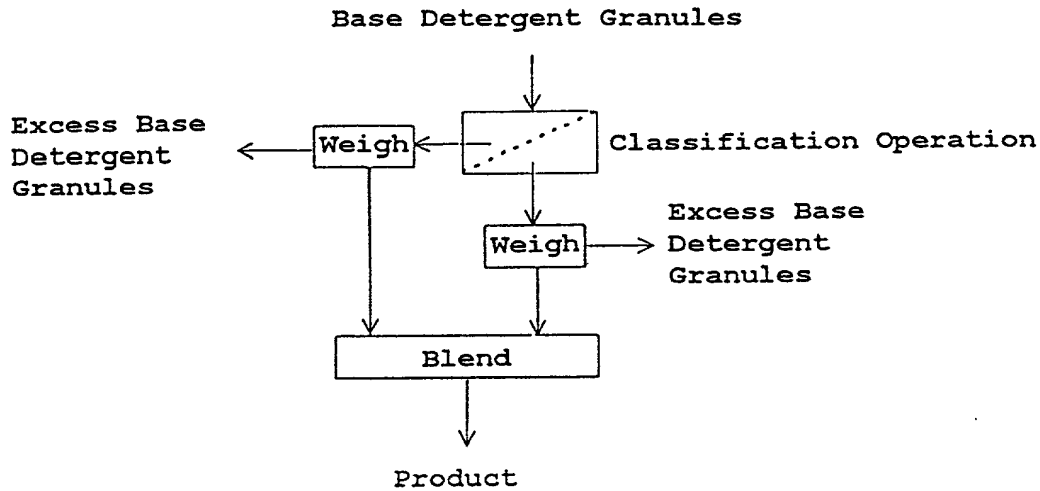 Base Detergent Granules
Excess Base
Detergent
Granules
Weigh
Classification Operation
Weigh
Excess Base
Detergent
Granules
Blend
Product